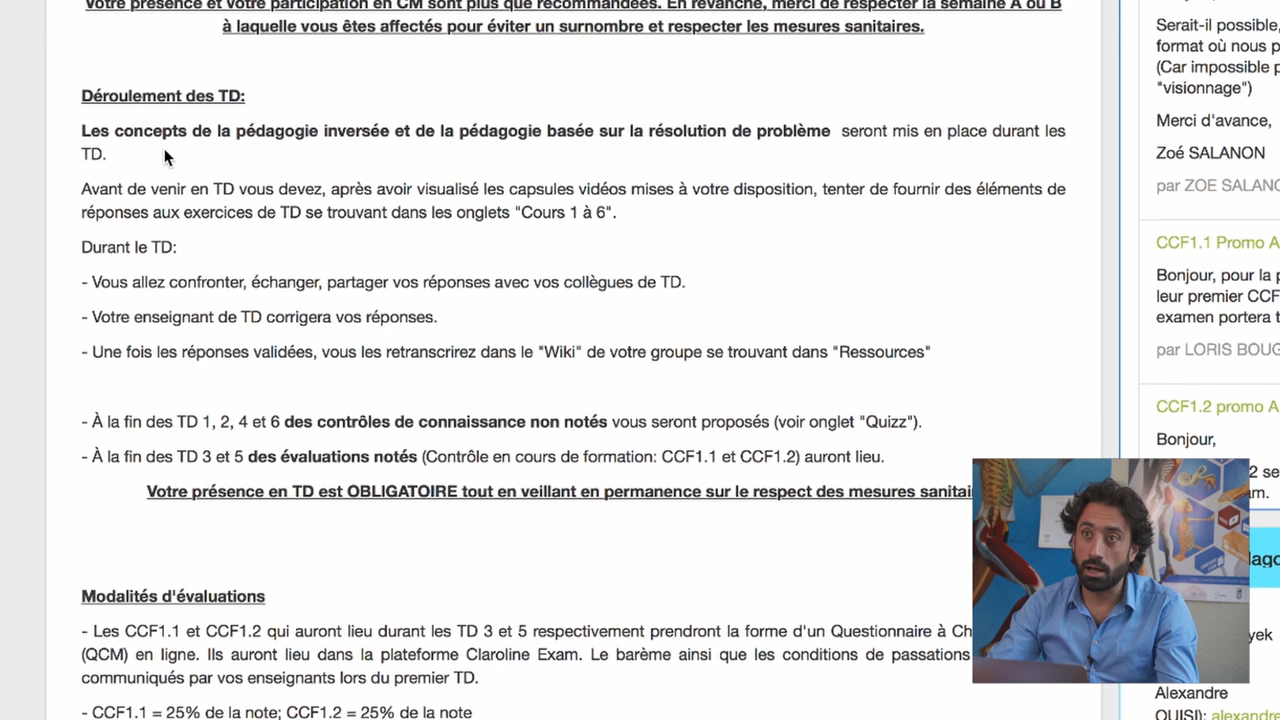 Votre présence et votre participation en CM sont plus que recommandées. En revanche, merci de respecter la semaine A ou B
à laquelle vous êtes affectés pour éviter un surnombre et respecter les mesures sanitaires.
Déroulement des TD:
Les concepts de la pédagogie inversée et de la pédagogie basée sur la résolution de problème seront mis en place durant les
TD.
Avant de venir en TD vous devez, après avoir visualisé les capsules vidéos mises à votre disposition, tenter de fournir des éléments de
réponses aux exercices de TD se trouvant dans les onglets "Cours 1 à 6".
Durant le TD:
- Vous allez confronter, échanger, partager vos réponses avec vos collègues de TD.
- Votre enseignant de TD corrigera vos réponses.
- Une fois les réponses validées, vous les retranscrirez dans le "Wiki" de votre groupe se trouvant dans "Ressources"
- À la fin des TD 1, 2, 4 et 6 des contrôles de connaissance non notés vous seront proposés (voir onglet "Quizz").
- À la fin des TD 3 et 5 des évaluations notés (Contrôle en cours de formation: CCF1.1 et CCF1.2) auront lieu.
Votre présence en TD est OBLIGATOIRE tout en veillant en permanence sur le respect des mesures sanitai
Modalités d'évaluations
- Les CCF1.1 et CCF1.2 qui auront lieu durant les TD 3 et 5 respectivement prendront la forme d'un Questionnaire à Ch
(QCM) en ligne. Ils auront lieu dans la plateforme Claroline Exam. Le barème ainsi que les conditions de passations
communiqués par vos enseignants lors du premier TD.
- CCF1.1 = 25% de la note; CCF1.2 = 25% de la note
Serait-il possible,
format où nous p
(Car impossible p
"visionnage")
Merci d'avance,
Zoé SALANON
par ZOE SALANO
CCF1.1 Promo A
Bonjour, pour la p
leur premier CCF
examen portera t
par LORIS BOUG
CCF1.2 promo A
Bonjour,
2 se
am.
lago
yek
Alexandre
OUISI): alexandre